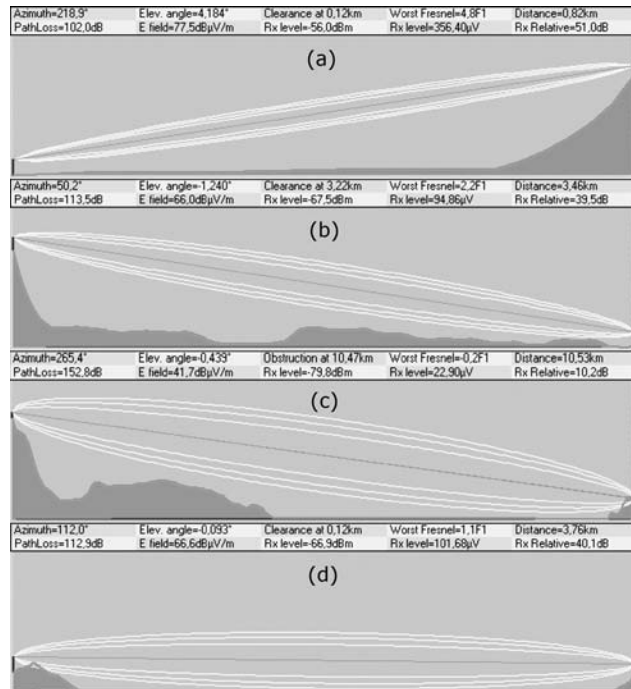 Azimuth=218,9° Elev. angle=4,184° Clearance at 0,12km Worst Fresnel=4,8F1 Distance=0,82km
PathLoss=102,0dB E field=77,5dBµV/m Rx level=-56,0dBm Rx level=356,40µV Rx Relative=51,0dB
(a)
Azimuth=50,2° Elev. angle=-1,240° Clearance at 3,22km Worst Fresnel=2,2F1 Distance=3,46km
PathLoss=113,5dB E field=66,0dBµV/m Rx level=-67,5dBm Rx level=94,86µV Rx Relative=39,5dB
(b)
Azimuth=265,4° Elev. angle=-0,439° Obstruction at 10,47km Worst Fresnel=-0,2F1 Distance=10,53km
PathLoss=152,8dB E field=41,7dBµV/m Rx level=-79,8dBm Rx level=22,90µV Rx Relative=10,2dB
(c)
Azimuth=112,0° Elev. angle=-0,093° Clearance at 0,12km Worst Fresnel=1,1F1 Distance=3,76km
PathLoss=112,9dB E field=66,6dBµV/m Rx level=-66,9dBm Rx level=101,68µV Rx Relative=40,1dB
(d)